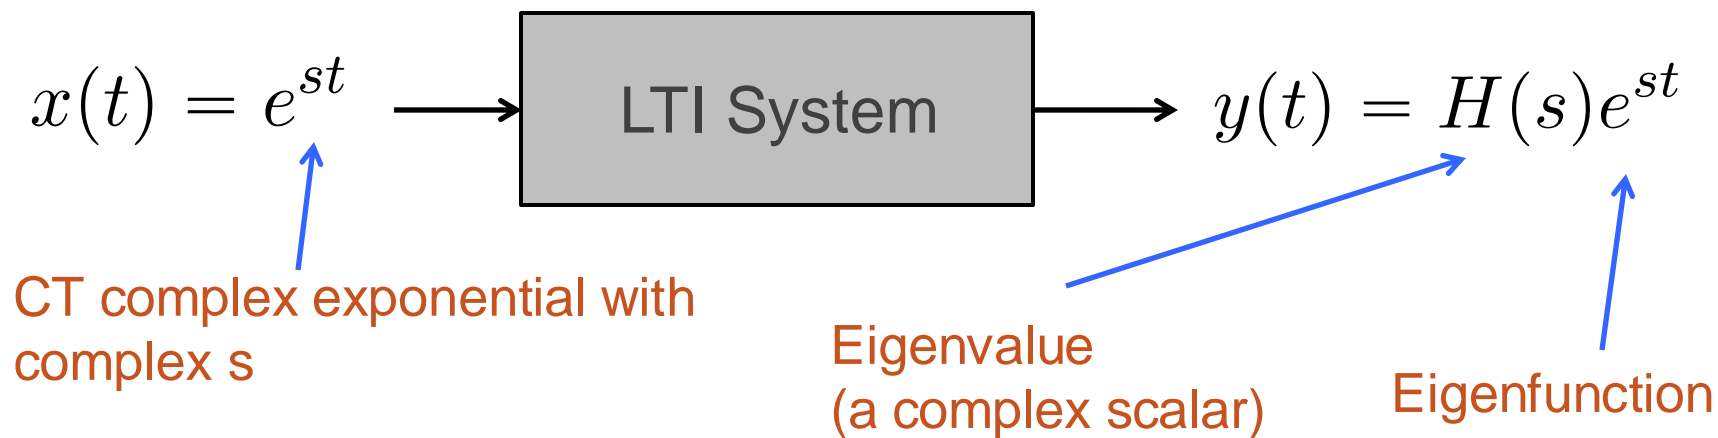 x(t) = e^{st}
LTI System
y(t) = H(s)e^{st}
CT complex exponential with
complex s
Eigenvalue
(a complex scalar)
Eigenfunction